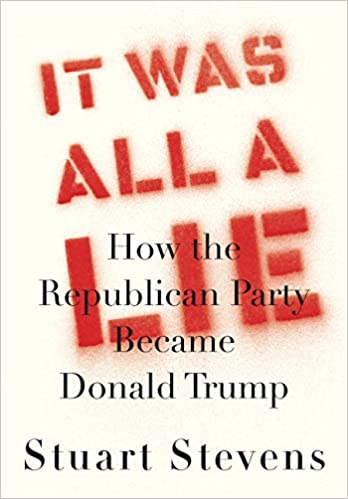 IT WAS
ALL A
LIE
How the
Republican Party
Became
Donald Trump
Stuart Stevens